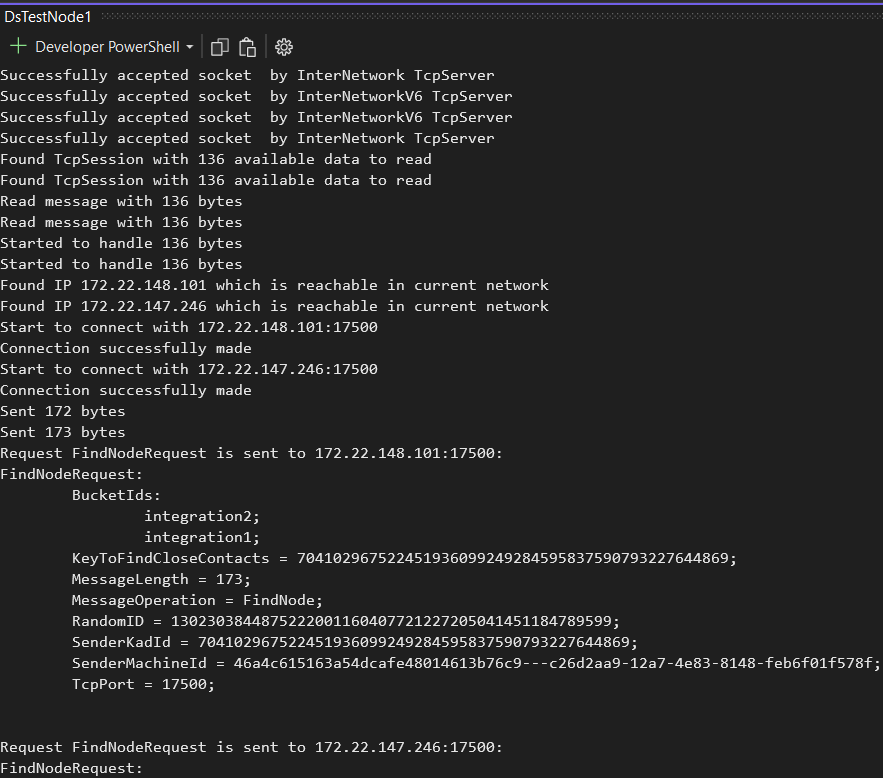 DsTestNode1
Developer PowerShell
Successfully accepted socket  by InterNetwork TcpServer
Successfully accepted socket  by InterNetworkV6 TcpServer
Successfully accepted socket  by InterNetworkV6 TcpServer
Successfully accepted socket  by InterNetwork TcpServer
Found TcpSession with 136 available data to read
Found TcpSession with 136 available data to read
Read message with 136 bytes
Read message with 136 bytes
Started to handle 136 bytes
Started to handle 136 bytes
Found IP 172.22.148.101 which is reachable in current network
Found IP 172.22.147.246 which is reachable in current network
Start to connect with 172.22.148.101:17500
Connection successfully made
Start to connect with 172.22.147.246:17500
Connection successfully made
Sent 172 bytes
Sent 173 bytes
Request FindNodeRequest is sent to 172.22.148.101:17500:
FindNodeRequest:
        BucketIds:
                integration2;
                integration1;
        KeyToFindCloseContacts = 704102967522451936099249284595837590793227644869;
        MessageLength = 173;
        MessageOperation = FindNode;
        RandomID = 1302303844875222001160407721227205041451184789599;
        SenderKadId = 704102967522451936099249284595837590793227644869;
        SenderMachineId = 46a4c615163a54dcafe48014613b76c9---c26d2aa9-12a7-4e83-8148-feb6f01f578f;
        TcpPort = 17500;
Request FindNodeRequest is sent to 172.22.147.246:17500:
FindNodeRequest: